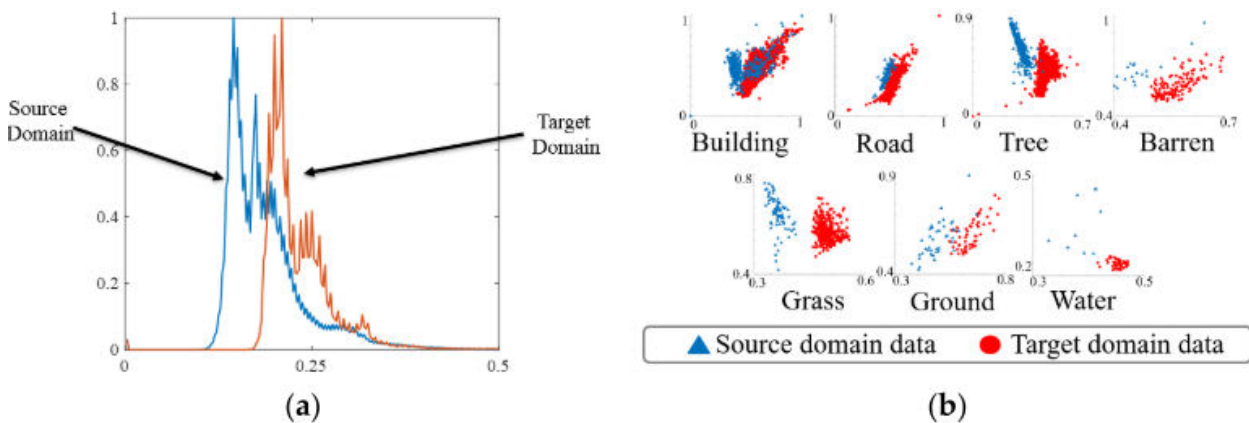 1
0.8
0.6
0.4
0.2
0
0
0.25
0.5
Source
Domain
Target
Domain
(a)
1
0
0
1
Building
1
0
0
1
Road
0.9
0
0
0.7
Tree
1
0.4
0.4
0.7
Barren
0.8
0.4
0.3
0.6
Grass
0.9
0.4
0.3
0.8
Ground
0.5
0.2
0.3
0.5
Water
Source domain data
Target domain data
(b)